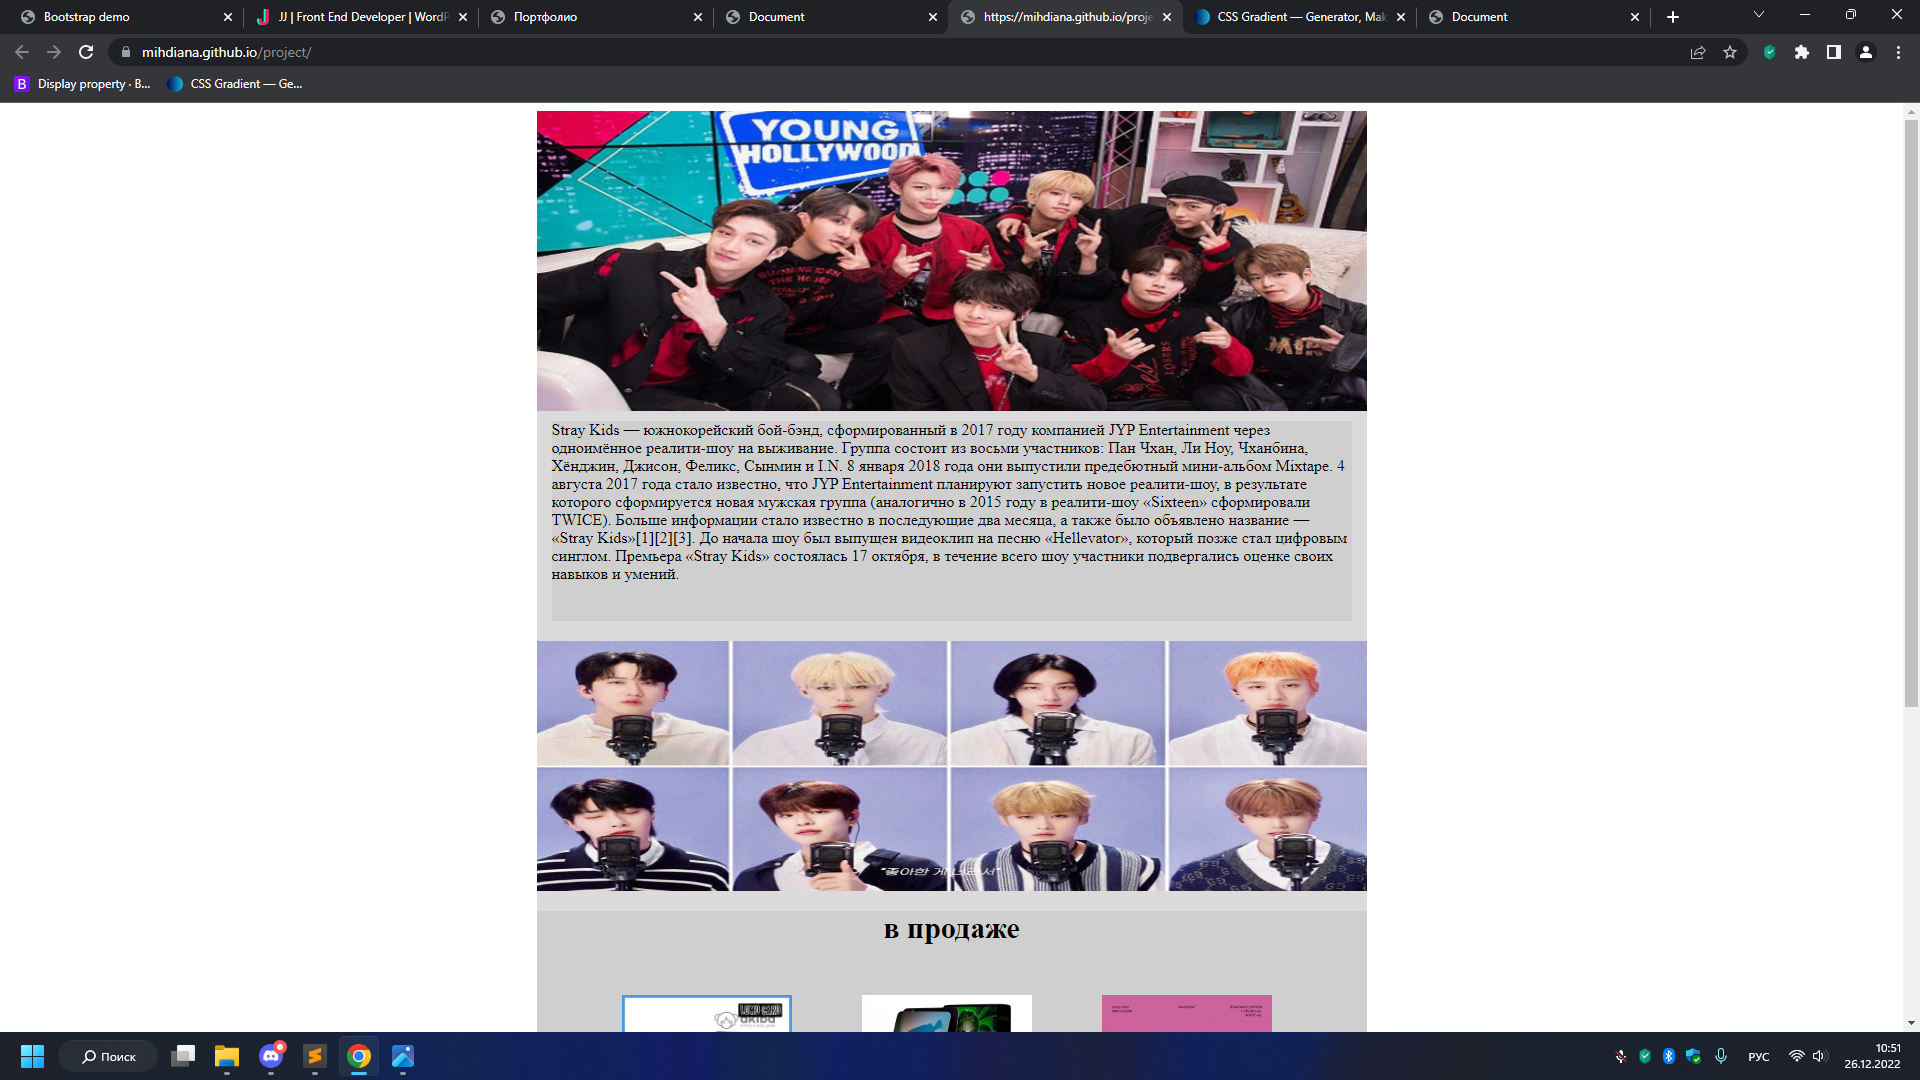 Bootstrap demo
JJ | Front End Developer | WordP
Портфолио
Document
https://mihdiana.github.io/proje
CSS Gradient — Generator, Mak
Document
mihdiana.github.io/project/
B Display property · B...
CSS Gradient — Ge...
YOUNG
HOLLYWOOD
Stray Kids — южнокорейский бой-бэнд, сформированный в 2017 году компанией JYP Entertainment через
одноимённое реалити-шоу на выживание. Группа состоит из восьми участников: Пан Чхан, Ли Ноу, Чханбина,
Хёнджин, Джисон, Феликс, Сынмин и I.N. 8 января 2018 года они выпустили предебютный мини-альбом Mixtape. 4
августа 2017 года стало известно, что JYP Entertainment планируют запустить новое реалити-шоу, в результате
которого сформируется новая мужская группа (аналогично в 2015 году в реалити-шоу «Sixteen» сформировали
TWICE). Больше информации стало известно в последующие два месяца, а также было объявлено название —
«Stray Kids»[1][2][3]. До начала шоу был выпущен видеоклип на песню «Hellevator», который позже стал цифровым
синглом. Премьера «Stray Kids» состоялась 17 октября, в течение всего шоу участники подвергались оценке своих
навыков и умений.
в продаже
LOMO CARD
akiba
Поиск
РУС
10:51
26.12.2022